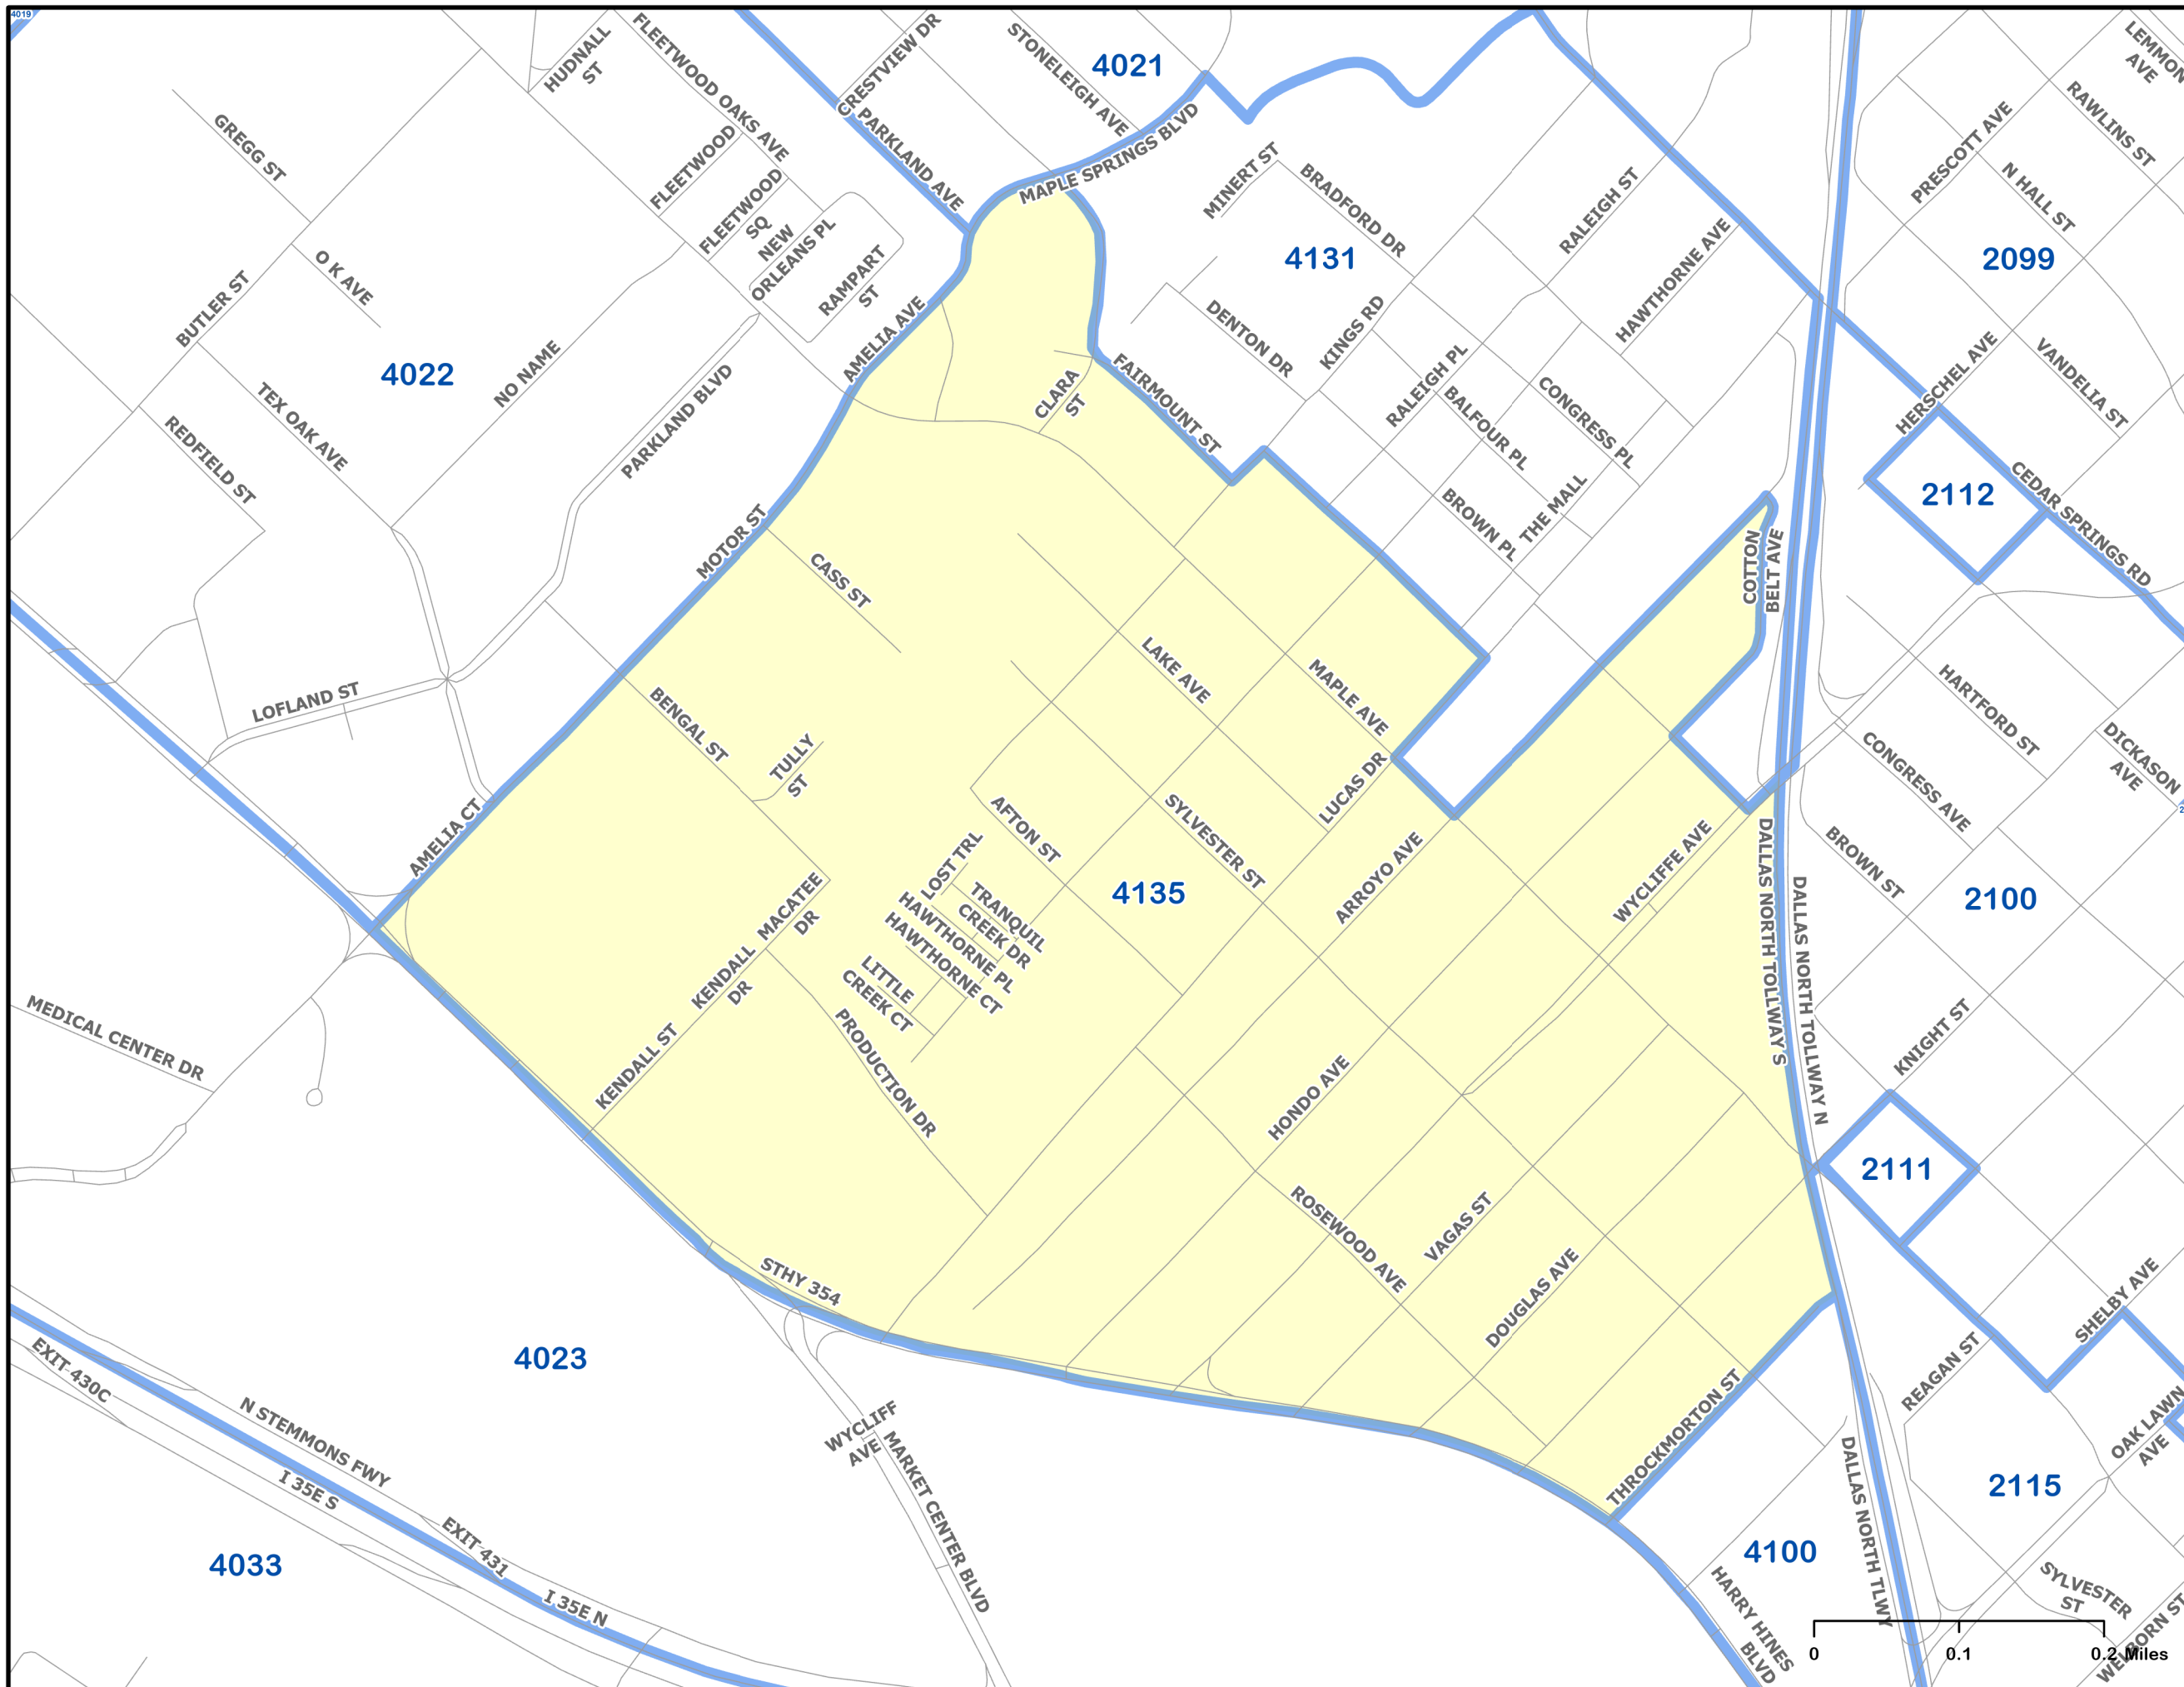 4019
HUDNALL
ST
FLEETWOOD OAKS AVE
CRESTVIEW DR
STONELEIGH AVE
4021
LEMMON
AVE
RAWLINS ST
GREGG ST
FLEETWOOD
C PARKLAND AVE
MAPLE SPRINGS BLVD
MINERT ST
BRADFORD DR
RALEIGH ST
PRESCOTT AVE
N HALL ST
FLEETWOOD
SQ
NEW
ORLEANS PL
RAMPART
ST
4131
HAWTHORNE AVE
2099
O K AVE
BUTLER ST
AMELIA AVE
DENTON DR
KINGS RD
4022
NO NAME
TEX OAK AVE
PARKLAND BLVD
CLARA
ST
FAIRMOUNT ST
RALEIGH PL
BALFOUR PL
CONGRESS PL
HERSCHEL AVE
VANDELIA ST
REDFIELD ST
MOTOR ST
BROWN PL
THE MALL
2112
CEDAR SPRINGS RD
CASS ST
COTTON
BELT AVE
LOFLAND ST
BENGAL ST
TULLY
ST
LAKE AVE
MAPLE AVE
HARTFORD ST
DICKASON
AVE
CONGRESS AVE
AMELIA CT
LUCAS DR
AFTON ST
SYLVESTER ST
ARROYO AVE
WYCLIFFE AVE
BROWN ST
LOST TRL
TRANQUIL
CREEK DR
HAWTHORNE PL
HAWTHORNE CT
4135
2100
MACATEE
DR
KENDALL
DR
LITTLE
CREEK CT
DALLAS NORTH TOLLWAY S
DALLAS NORTH TOLLWAY N
MEDICAL CENTER DR
KENDALL ST
PRODUCTION DR
HONDO AVE
KNIGHT ST
2111
ROSEWOOD AVE
VAGAS ST
DOUGLAS AVE
STHY 354
SHELBY AVE
4023
EXIT 430C
N STEMMONS FWY
WYCLIFF
AVE
MARKET CENTER BLVD
THROCKMORTON ST
REAGAN ST
OAK LAWN
AVE
I 35E S
EXIT 431
I 35E N
4033
DALLAS NORTH TLWY
2115
4100
HARRY HINES
BLVD
SYLVESTER
ST
WELBORN ST
0 0.1 0.2 Miles